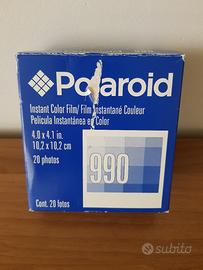 Polaroid
Instant Color Film/ Film Instantané Couleur
Película Instantánea en Color
4.0 x 4.1 in.
10,2 x 10,2 cm
20 photos
990
Cont. 20 fotos
subito